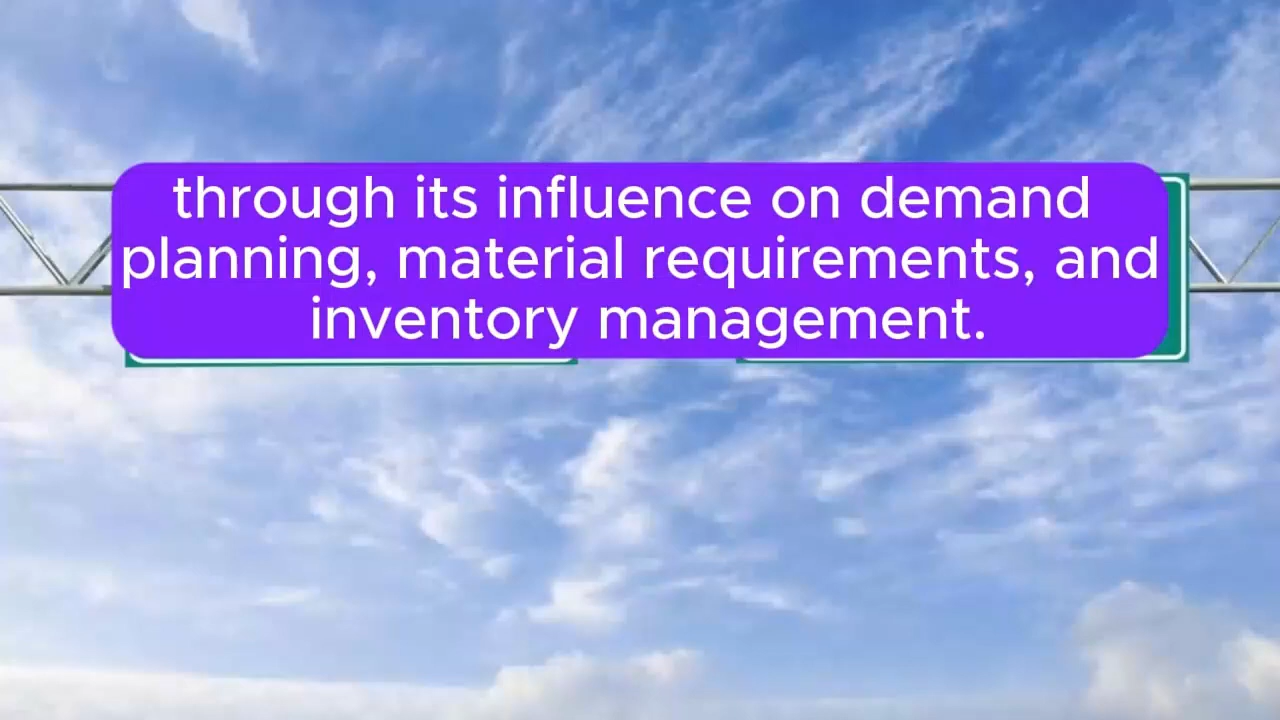 through its influence on demand
planning, material requirements, and
inventory management.